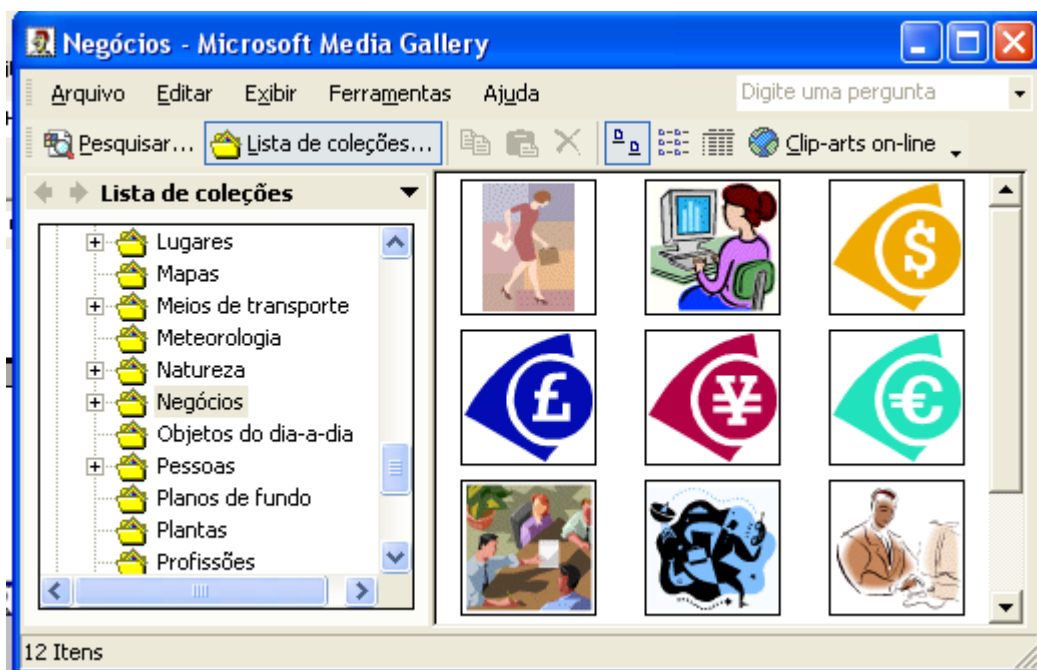 Negócios - Microsoft Media Gallery
Arquivo Editar Exibir Ferramentas Ajuda Digite uma pergunta
Pesquisar... Lista de coleções... Clip-arts on-line
Lista de coleções
Lugares
Mapas
Meios de transporte
Meteorologia
Natureza
Negócios
Objetos do dia-a-dia
Pessoas
Planos de fundo
Plantas
Profissões
$
£ ¥ €
12 Itens